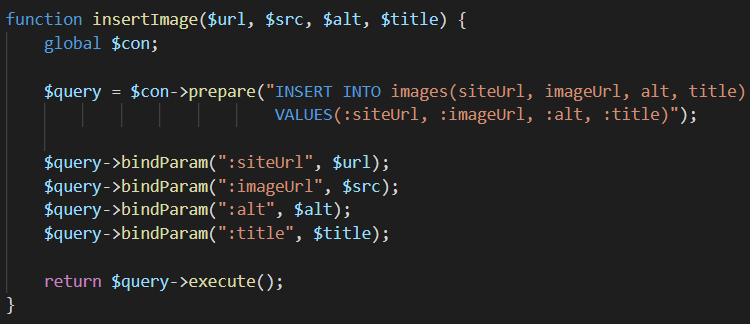 function insertImage($url, $src, $alt, $title) {
    global $con;

    $query = $con->prepare("INSERT INTO images(siteUrl, imageUrl, alt, title)
                            VALUES(:siteUrl, :imageUrl, :alt, :title)");

    $query->bindParam(":siteUrl", $url);
    $query->bindParam(":imageUrl", $src);
    $query->bindParam(":alt", $alt);
    $query->bindParam(":title", $title);

    return $query->execute();
}